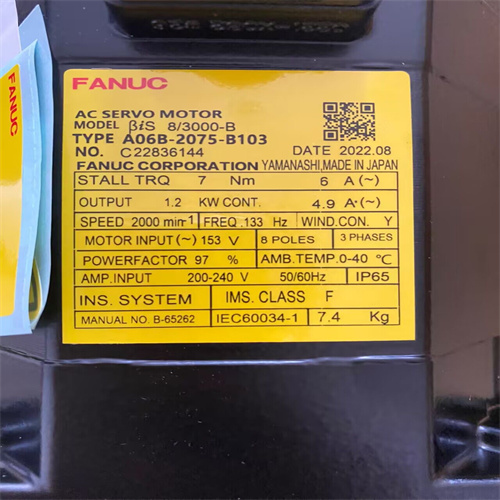 FANUC
AC SERVO MOTOR
MODEL βiS 8/3000-B
TYPE A06B-2075-B103
NO. C22836144 DATE 2022.08
FANUC CORPORATION YAMANASHI, MADE IN JAPAN
STALL TRQ 7 Nm 6 A(~)
OUTPUT 1.2 KW CONT. 4.9 A(~)
SPEED 2000 min-1 FREQ. 133 Hz WIND.CON. Y
MOTOR INPUT (~) 153 V 8 POLES 3 PHASES
POWERFACTOR 97 % AMB.TEMP. 0-40 ℃
AMP.INPUT 200-240 V 50/60Hz IP65
INS. SYSTEM IMS. CLASS F
MANUAL NO. B-65262 IEC60034-1 7.4 Kg
FANUC